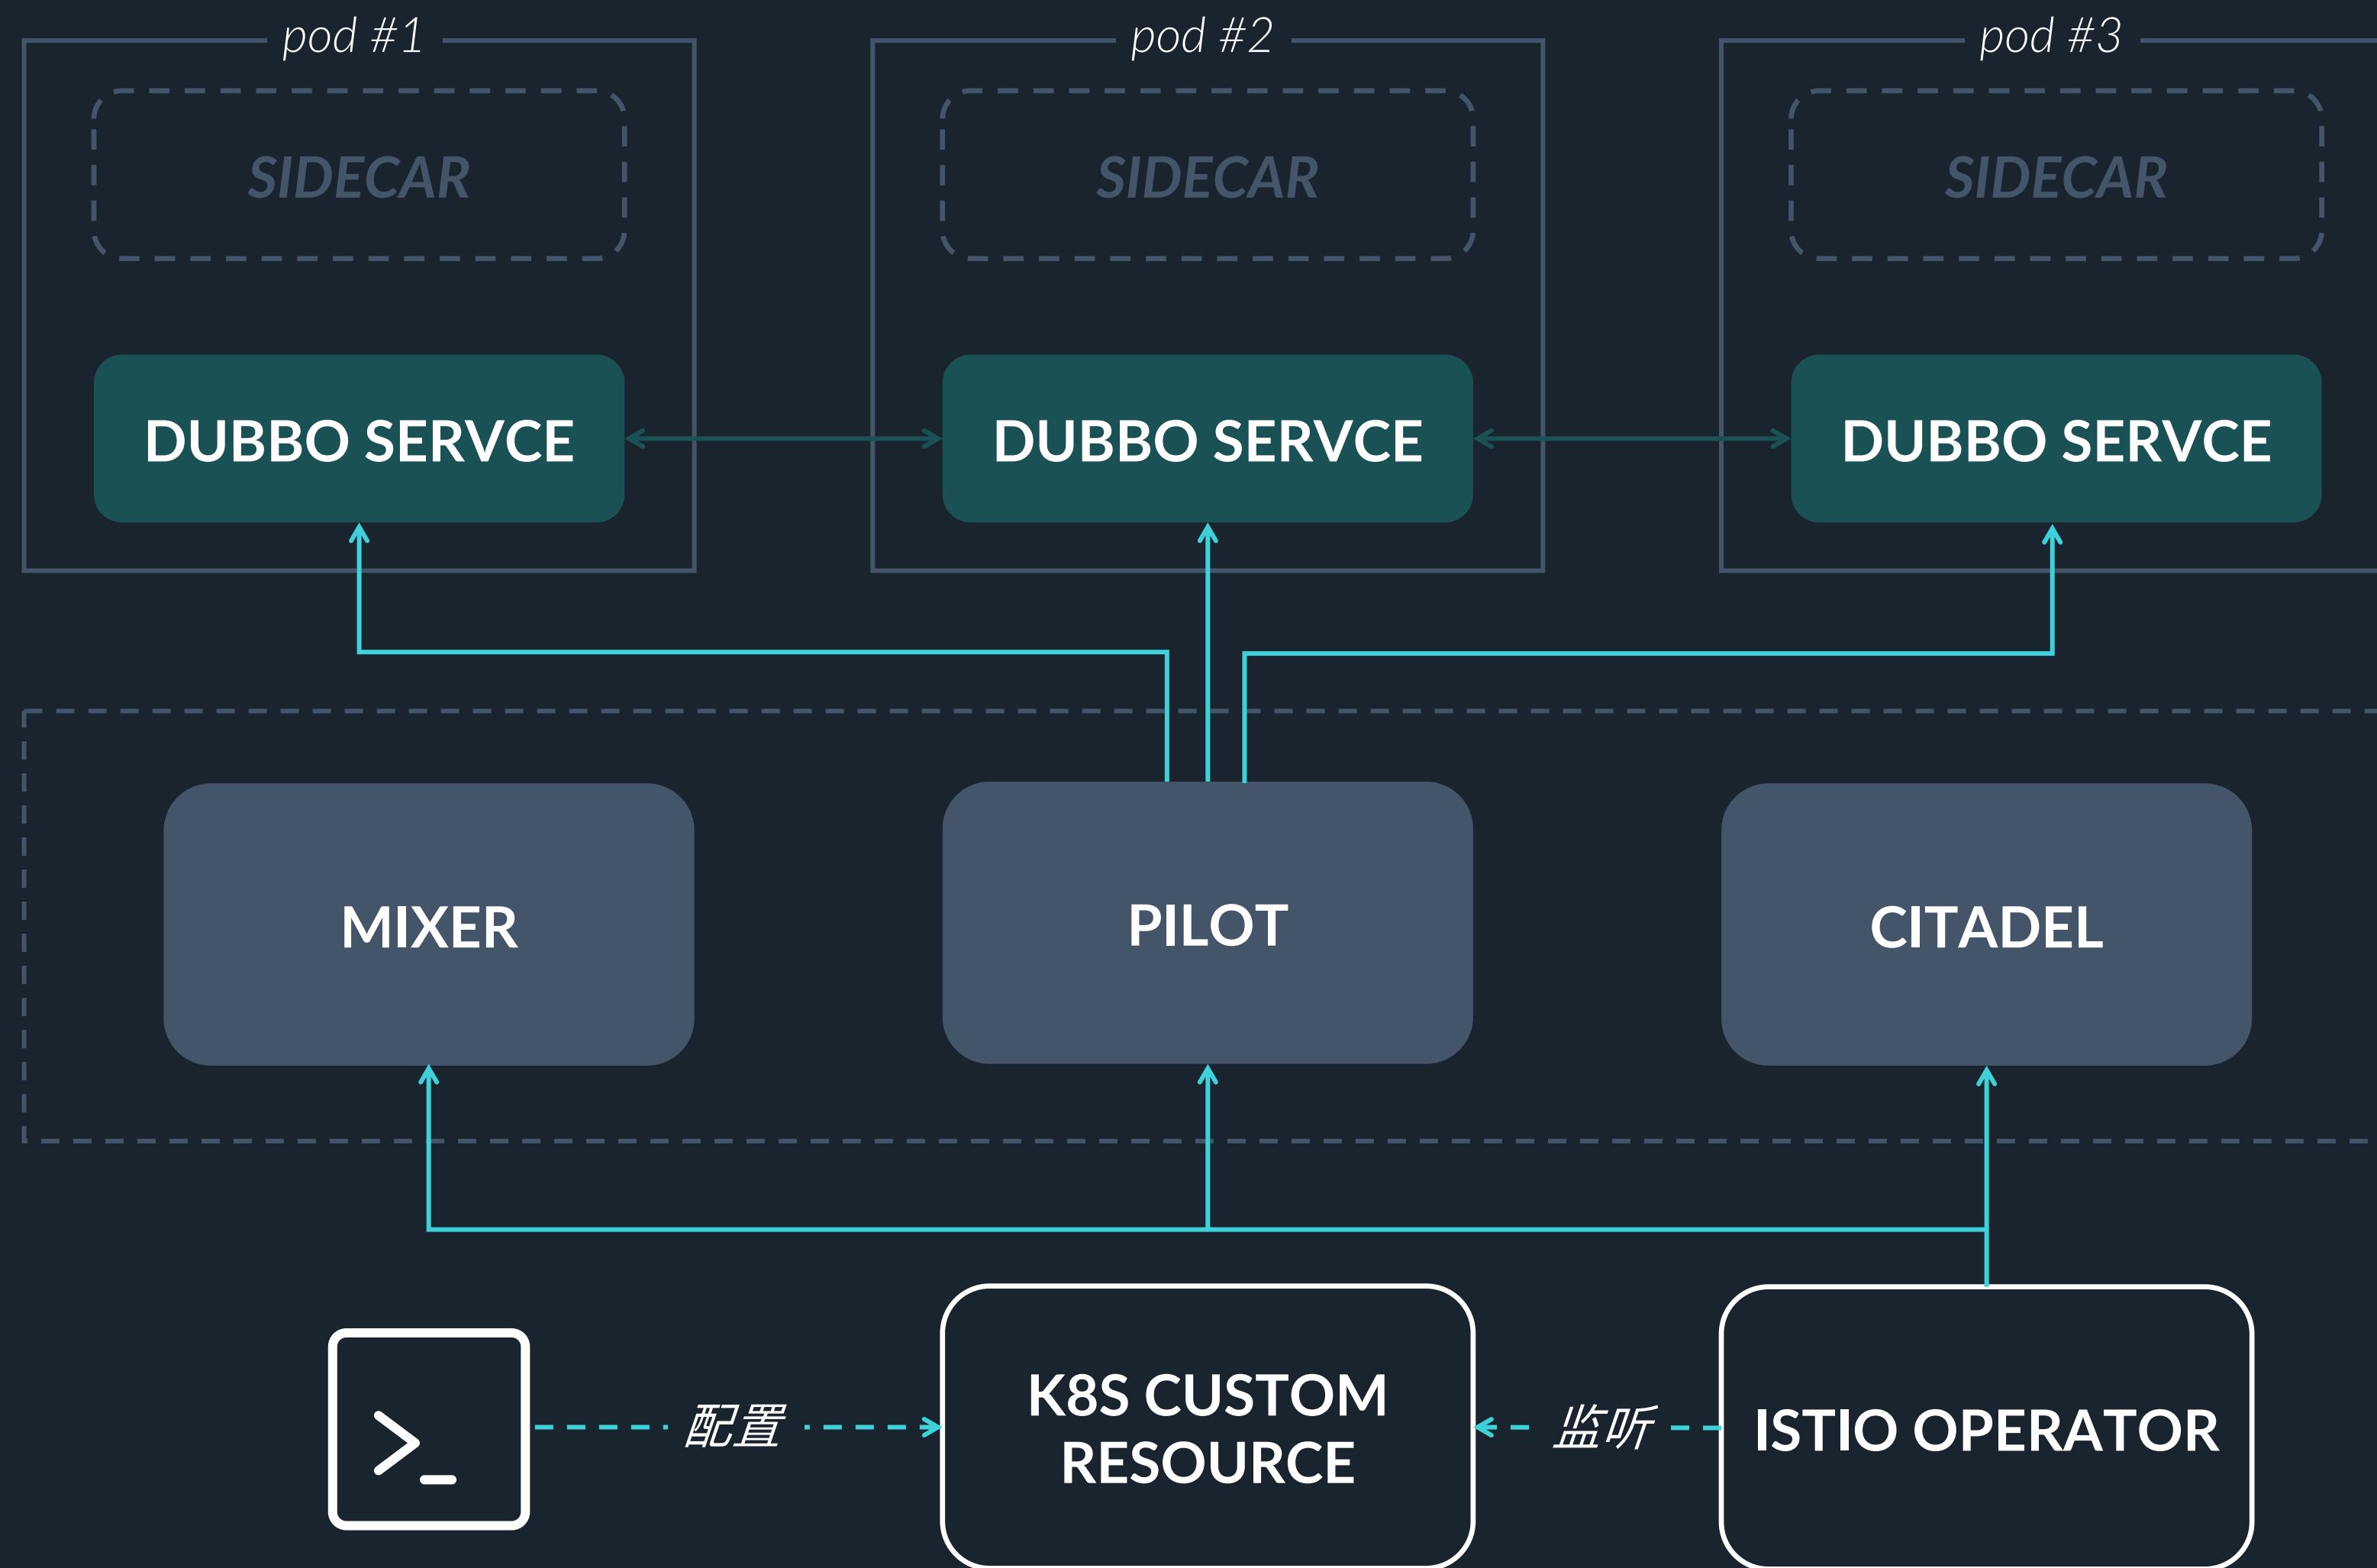 pod #1
pod #2
pod #3
SIDECAR
SIDECAR
SIDECAR
DUBBO SERVCE
DUBBO SERVCE
DUBBO SERVCE
MIXER
PILOT
CITADEL
>_
配置
K8S CUSTOM
RESOURCE
监听
ISTIO OPERATOR